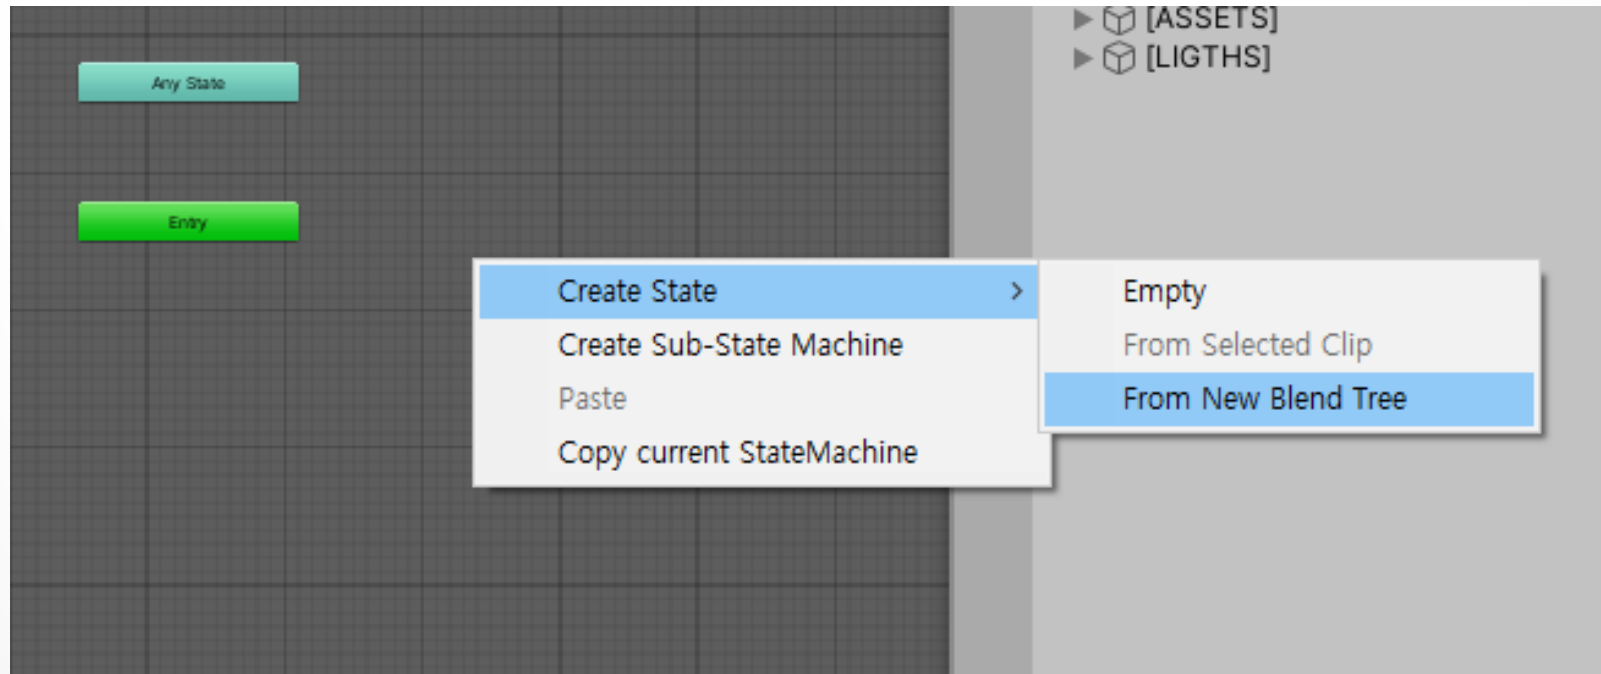 [ASSETS]
[LIGTHS]
Any State
Entry
Create State
Create Sub-State Machine
Paste
Copy current StateMachine
Empty
From Selected Clip
From New Blend Tree